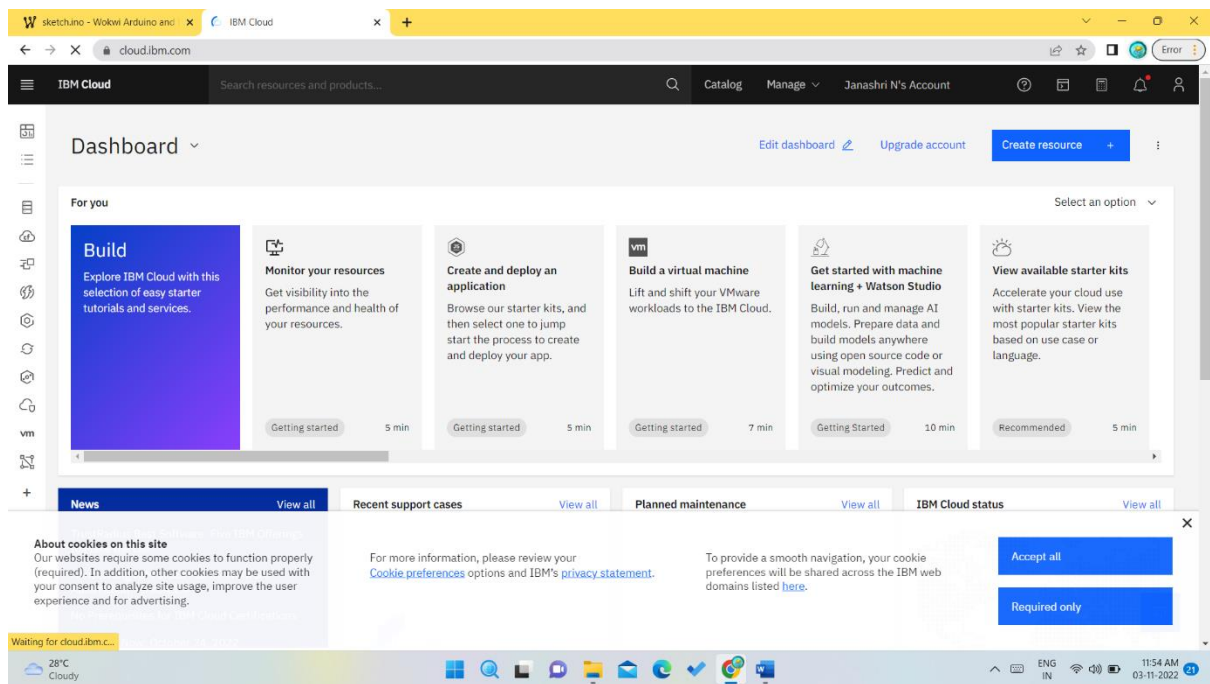 sketch.ino - Wokwi Arduino and
IBM Cloud
cloud.ibm.com
Error
IBM Cloud
Search resources and products...
Catalog
Manage
Janashri N's Account
Dashboard
Edit dashboard
Upgrade account
Create resource +
For you
Select an option
Build
Explore IBM Cloud with this
selection of easy starter
tutorials and services.
Monitor your resources
Get visibility into the
performance and health of
your resources.
Getting started 5 min
Create and deploy an
application
Browse our starter kits, and
then select one to jump
start the process to create
and deploy your app.
Getting started 5 min
vm
Build a virtual machine
Lift and shift your VMware
workloads to the IBM Cloud.
Getting started 7 min
Get started with machine
learning + Watson Studio
Build, run and manage AI
models. Prepare data and
build models anywhere
using open source code or
visual modeling. Predict and
optimize your outcomes.
Getting Started 10 min
View available starter kits
Accelerate your cloud use
with starter kits. View the
most popular starter kits
based on use case or
language.
Recommended 5 min
vm
News View all
Recent support cases View all
Planned maintenance View all
IBM Cloud status View all
About cookies on this site
Our websites require some cookies to function properly
(required). In addition, other cookies may be used with
your consent to analyze site usage, improve the user
experience and for advertising.
For more information, please review your
Cookie preferences options and IBM's privacy statement.
To provide a smooth navigation, your cookie
preferences will be shared across the IBM web
domains listed here.
Accept all
Required only
Waiting for cloud.ibm.c...
28°C
Cloudy
ENG
IN
11:54 AM
03-11-2022
21